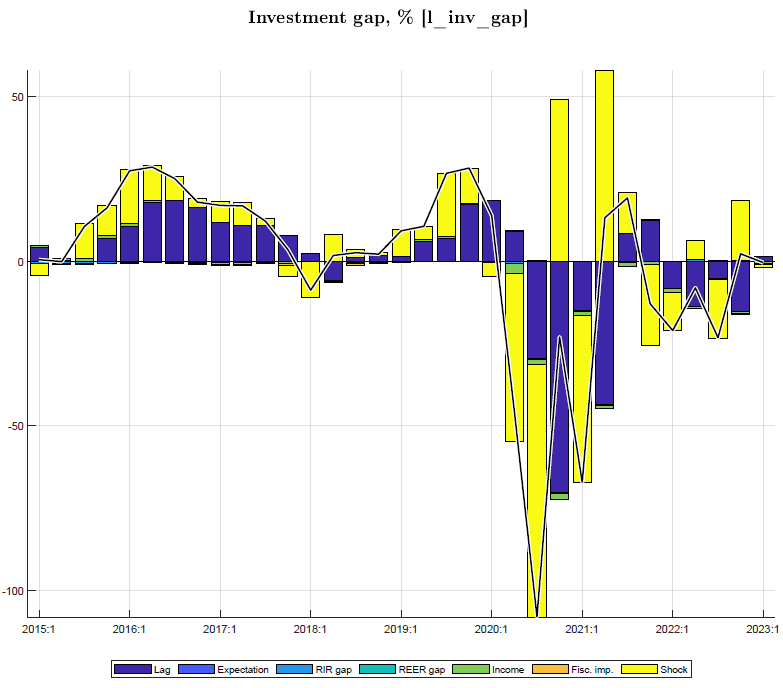 Investment gap, % [l_inv_gap]
50
0
-50
-100
2015:1 2016:1 2017:1 2018:1 2019:1 2020:1 2021:1 2022:1 2023:1
Lag Expectation RIR gap REER gap Income Fisc. imp. Shock